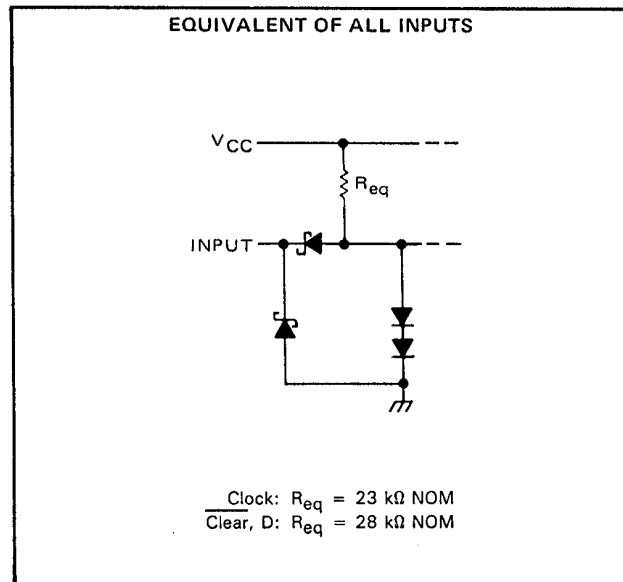 EQUIVALENT OF ALL INPUTS
VCC
Req
INPUT
Clock: Req = 23 kΩ NOM
Clear, D: Req = 28 kΩ NOM